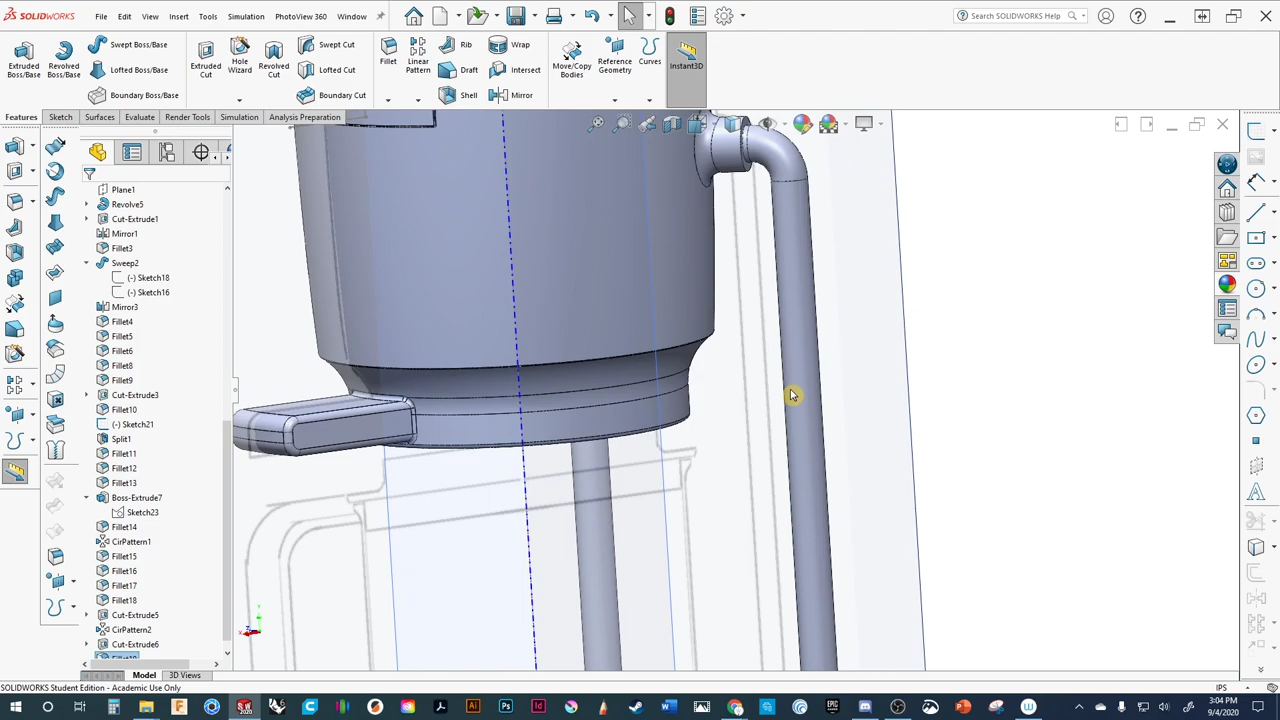 SOLIDWORKS File Edit View Insert Tools Simulation PhotoView 360 Window Search SOLIDWORKS Help
Extruded Boss/Base
Revolved Boss/Base
Swept Boss/Base
Lofted Boss/Base
Boundary Boss/Base
Extruded Cut
Hole Wizard
Revolved Cut
Swept Cut
Lofted Cut
Boundary Cut
Fillet
Linear Pattern
Rib
Draft
Shell
Wrap
Intersect
Mirror
Move/Copy Bodies
Reference Geometry
Curves
Instant3D
Features Sketch Surfaces Evaluate Render Tools Simulation Analysis Preparation
Plane1
Revolve5
Cut-Extrude1
Mirror1
Fillet3
Sweep2
(-) Sketch18
(-) Sketch16
Mirror3
Fillet4
Fillet5
Fillet6
Fillet8
Fillet9
Cut-Extrude3
Fillet10
(-) Sketch21
Split1
Fillet11
Fillet12
Fillet13
Boss-Extrude7
Sketch23
Fillet14
CirPattern1
Fillet15
Fillet16
Fillet17
Fillet18
Cut-Extrude5
CirPattern2
Cut-Extrude6
Model 3D Views
SOLIDWORKS Student Edition - Academic Use Only IPS
3:04 PM
9/4/2020